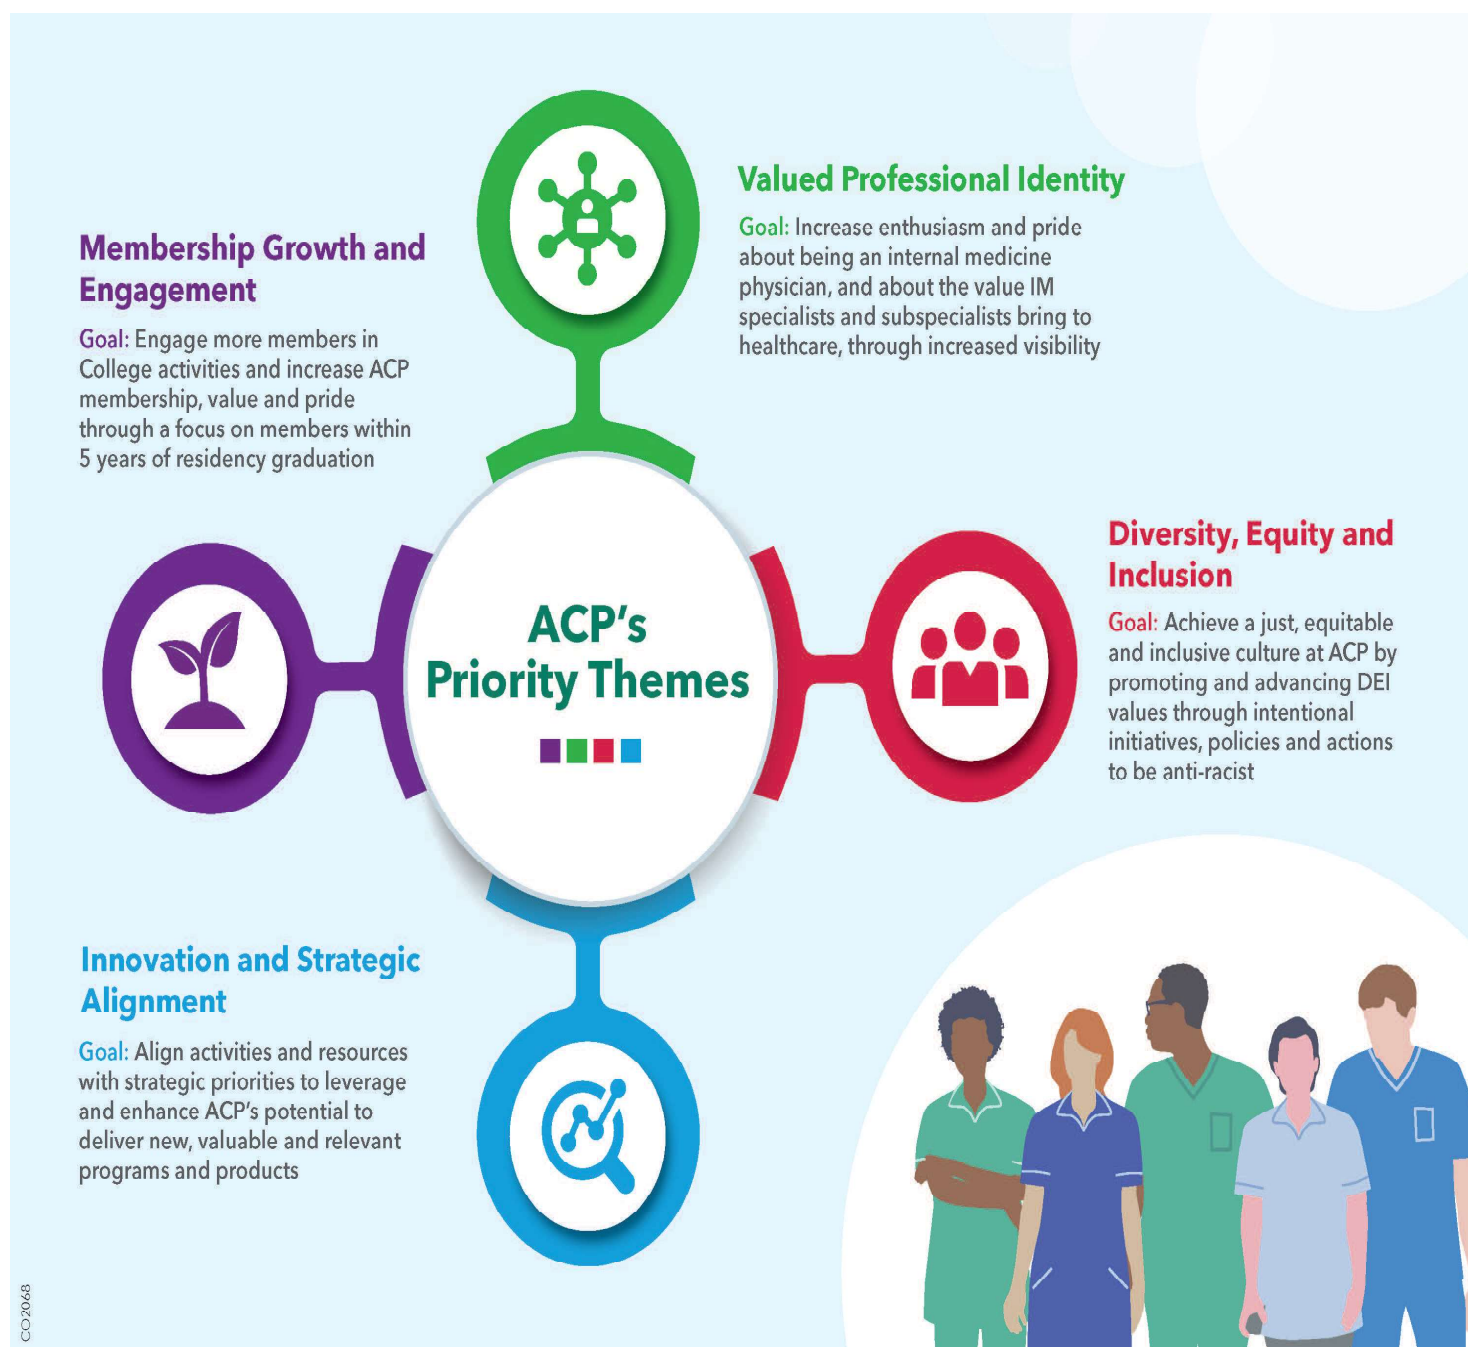 Valued Professional Identity
Goal: Increase enthusiasm and pride
about being an internal medicine
physician, and about the value IM
specialists and subspecialists bring to
healthcare, through increased visibility
Membership Growth and
Engagement
Goal: Engage more members in
College activities and increase ACP
membership, value and pride
through a focus on members within
5 years of residency graduation
ACP's
Priority Themes
Diversity, Equity and
Inclusion
Goal: Achieve a just, equitable
and inclusive culture at ACP by
promoting and advancing DEI
values through intentional
initiatives, policies and actions
to be anti-racist
Innovation and Strategic
Alignment
Goal: Align activities and resources
with strategic priorities to leverage
and enhance ACP's potential to
deliver new, valuable and relevant
programs and products
CO2068